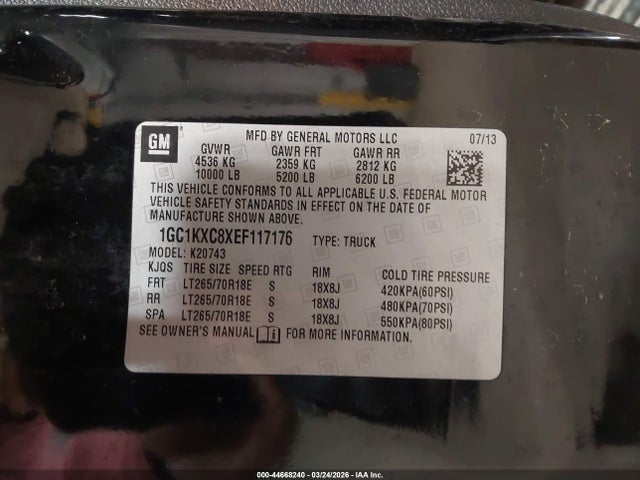 GM
MFD BY GENERAL MOTORS LLC 07/13
GVWR GAWR FRT GAWR RR
4536 KG 2359 KG 2812 KG
10000 LB 5200 LB 6200 LB
THIS VEHICLE CONFORMS TO ALL APPLICABLE U.S. FEDERAL MOTOR
VEHICLE SAFETY STANDARDS IN EFFECT ON THE DATE OF
MANUFACTURE SHOWN ABOVE.
1GC1KXC8XEF117176 TYPE: TRUCK
MODEL: K20743
KJQS TIRE SIZE SPEED RTG RIM COLD TIRE PRESSURE
FRT LT265/70R18E S 18X8J 420KPA(60PSI)
RR LT265/70R18E S 18X8J 480KPA(70PSI)
SPA LT265/70R18E S 18X8J 550KPA(80PSI)
SEE OWNER'S MANUAL FOR MORE INFORMATION.
000-44668240 - 03/24/2026 - IAA Inc.